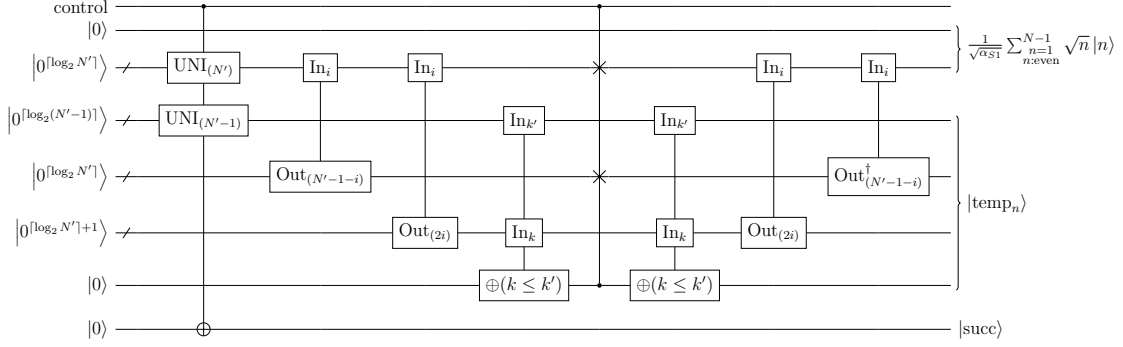 control
|0⟩
|0^{⌈log₂ N′⌉}⟩ UNI_{(N′)} In_i In_i In_i In_i
\frac{1}{\sqrt{α_{S1}}} \sum_{n=1 n:even}^{N−1} \sqrt{n} |n⟩
|0^{⌈log₂(N′−1)⌉}⟩ UNI_{(N′−1)} In_{k′} In_{k′}
|0^{⌈log₂ N′⌉}⟩ Out_{(N′−1−i)} Out^†_{(N′−1−i)}
|temp_n⟩
|0^{⌈log₂ N′⌉+1}⟩ Out_{(2i)} In_k In_k Out_{(2i)}
|0⟩ ⊕(k ≤ k′) ⊕(k ≤ k′)
|0⟩ |succ⟩